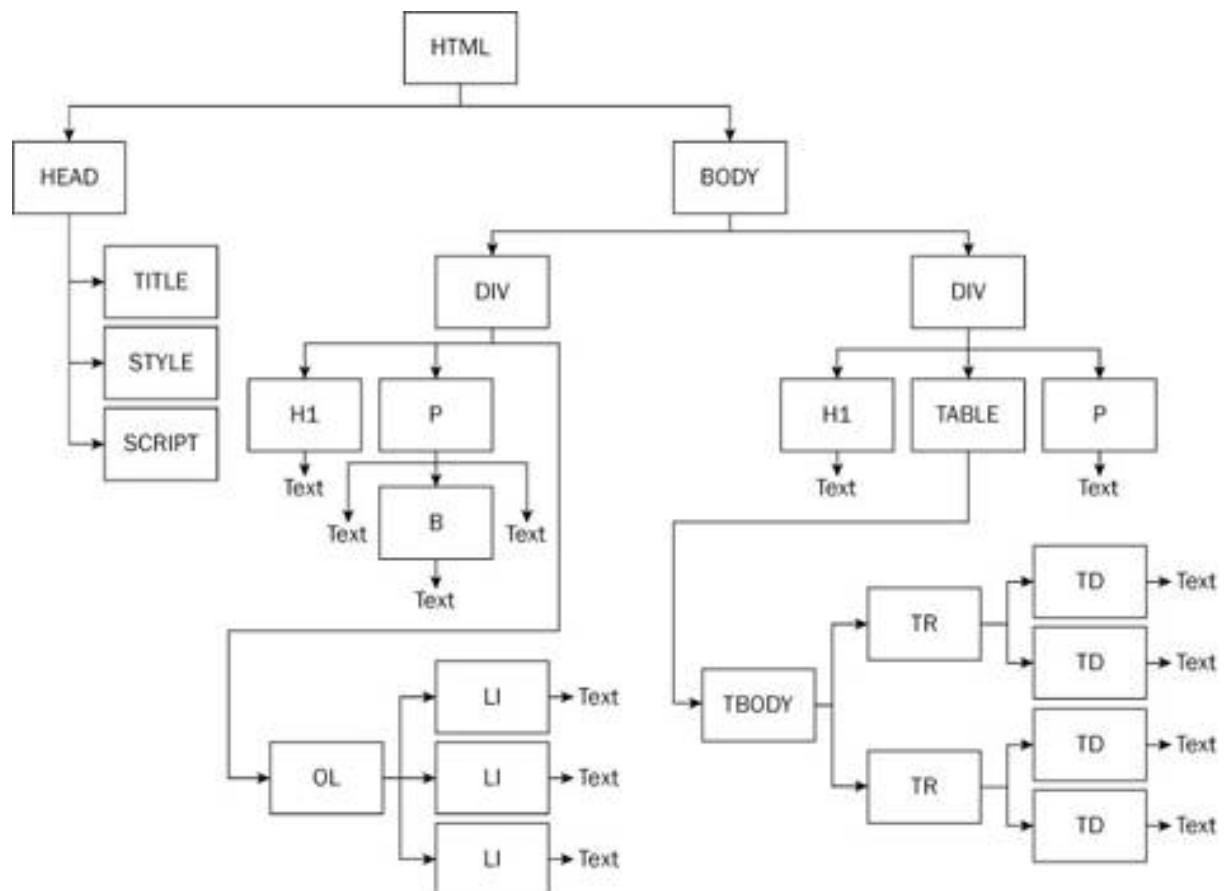 HTML
HEAD
BODY
TITLE
DIV
DIV
STYLE
H1
P
H1
TABLE
P
SCRIPT
Text
Text
Text
Text
B
Text
Text
TD
Text
TR
TD
Text
LI
Text
TBODY
TD
Text
OL
LI
Text
TR
TD
Text
LI
Text